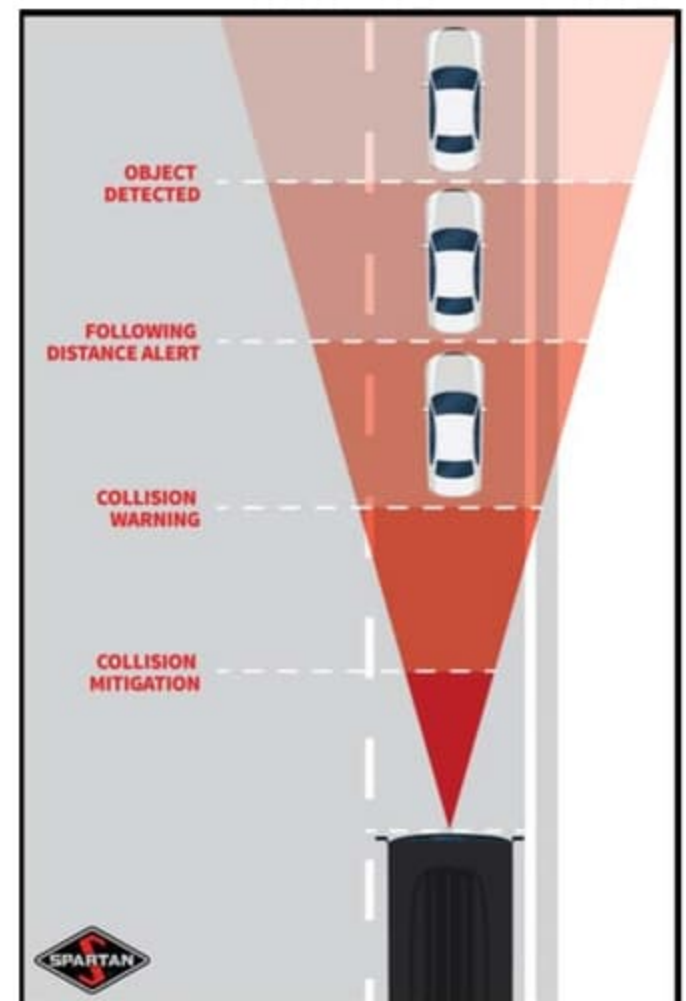 OBJECT
DETECTED
FOLLOWING
DISTANCE ALERT
COLLISION
WARNING
COLLISION
MITIGATION
SPARTAN